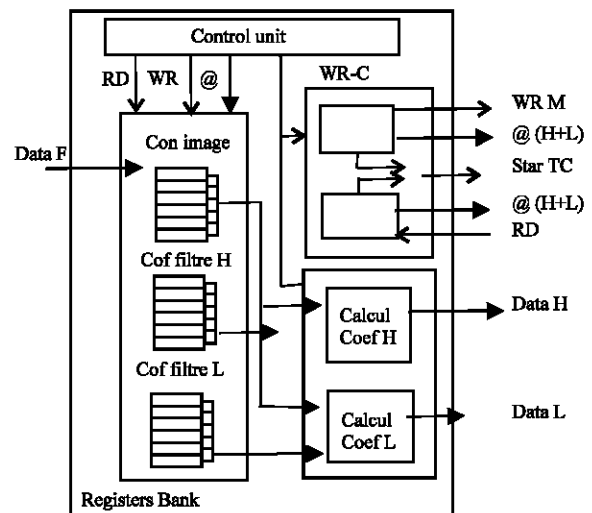 Control unit
RD WR @
WR-C
WR M
@ (H+L)
Star TC
@ (H+L)
RD
Data F
Con image
Cof filtre H
Cof filtre L
Calcul
Coef H
Data H
Calcul
Coef L
Data L
Registers Bank